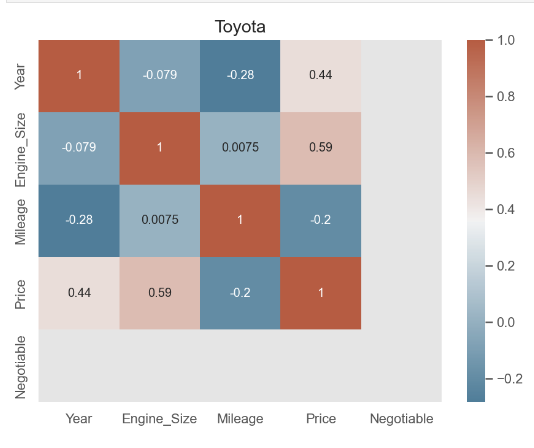 Toyota
Year 1 -0.079 -0.28 0.44
Engine_Size -0.079 1 0.0075 0.59
Mileage -0.28 0.0075 1 -0.2
Price 0.44 0.59 -0.2 1
Negotiable
Year Engine_Size Mileage Price Negotiable
1.0
0.8
0.6
0.4
0.2
0.0
−0.2